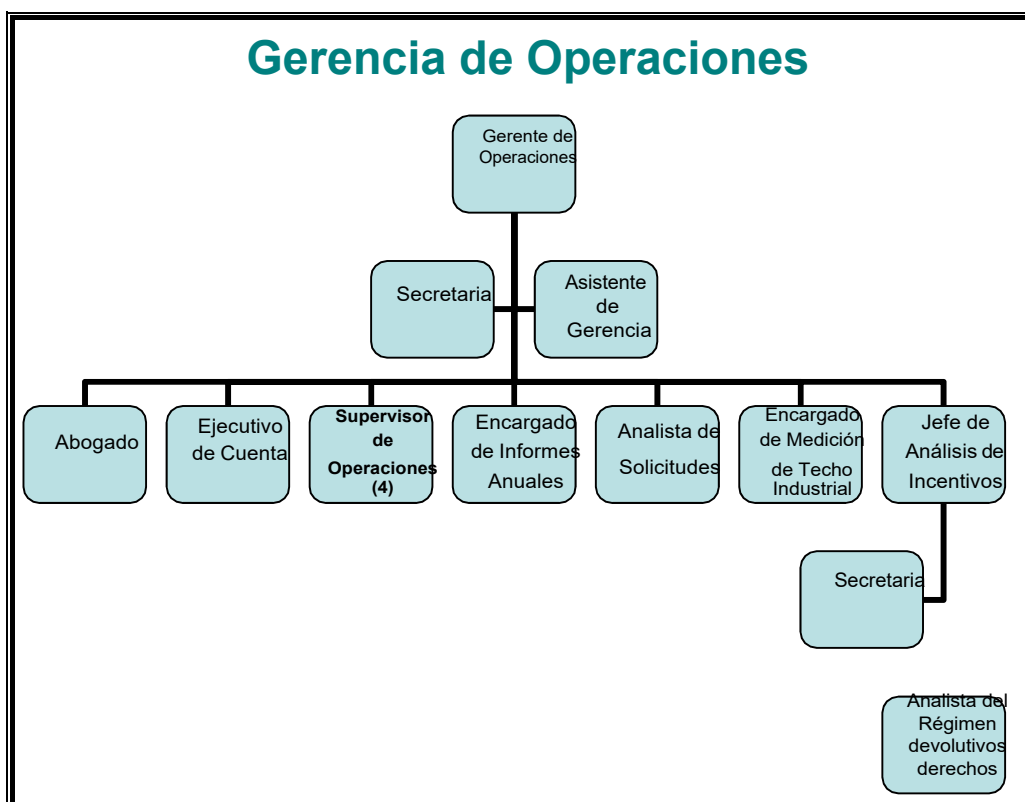 Gerencia de Operaciones
Gerente de
Operaciones
Secretaria
Asistente
de
Gerencia
Abogado
Ejecutivo
de Cuenta
Supervisor
de
Operaciones
(4)
Encargado
de Informes
Anuales
Analista de
Solicitudes
Encargado
de Medición
de Techo
Industrial
Jefe de
Análisis de
Incentivos
Secretaria
Analista del
Régimen
devolutivos
derechos